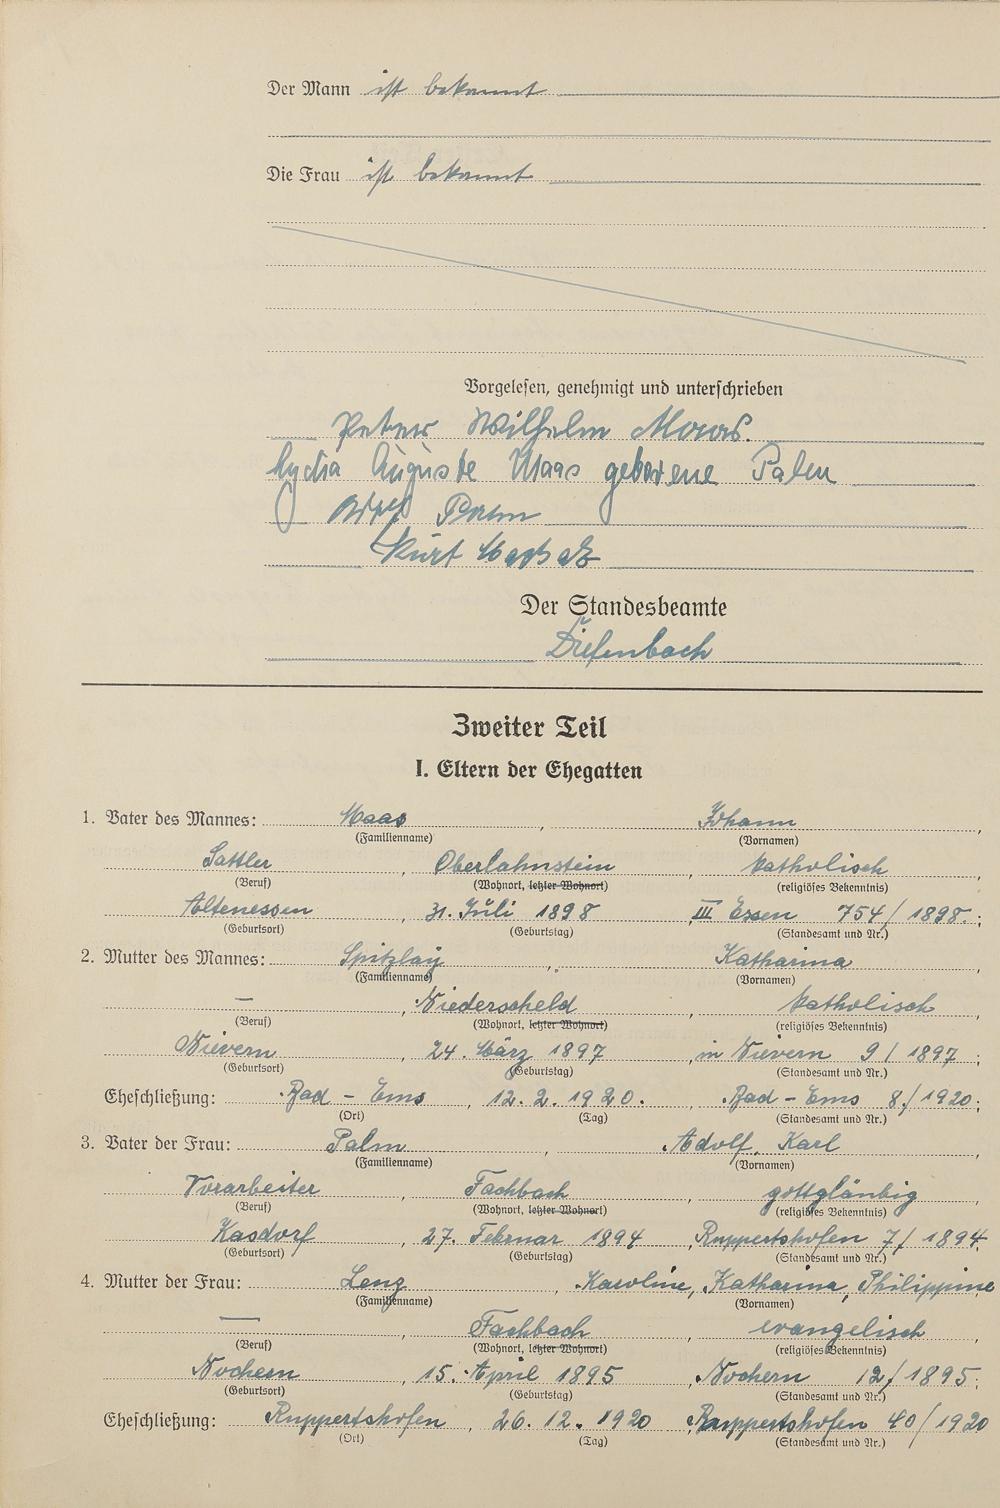 Der Mann ist bekannt
Die Frau ist bekannt
Vorgelesen, genehmigt und unterschrieben
Peter Wilhelm Maas.
Lydia Auguste Maas geborene Palm
Adolf Palm
Kurt
Der Standesbeamte
Diefenbach
Zweiter Teil
I. Eltern der Ehegatten
1. Vater des Mannes: Maas, Johann,
(Familienname) (Vornamen)
Sattler, Oberlahnstein, katholisch
(Beruf) (Wohnort, letzter Wohnort) (religiöses Bekenntnis)
Altenessen, 31. Juli 1898, III Essen 754/1898.;
(Geburtsort) (Geburtstag) (Standesamt und Nr.)
2. Mutter des Mannes: Spitzlay, Katharina,
(Familienname) (Vornamen)
—, Niederscheld, katholisch,
(Beruf) (Wohnort, letzter Wohnort) (religiöses Bekenntnis)
Nievern, 24. März 1897, in Nievern 9/1897;
(Geburtsort) (Geburtstag) (Standesamt und Nr.)
Eheschließung: Bad-Ems, 12.2.1920., Bad-Ems 8./1920;
(Ort) (Tag) (Standesamt und Nr.)
3. Vater der Frau: Palm, Adolf, Karl,
(Familienname) (Vornamen)
Vorarbeiter, Fachbach, gottgläubig,
(Beruf) (Wohnort, letzter Wohnort) (religiöses Bekenntnis)
Kasdorf, 27. Februar 1894, Ruppertshofen 7/1894;
(Geburtsort) (Geburtstag) (Standesamt und Nr.)
4. Mutter der Frau: Leng, Karoline, Katharina, Philippine
(Familienname) (Vornamen)
—, Fachbach, evangelisch,
(Beruf) (Wohnort, letzter Wohnort) (religiöses Bekenntnis)
Nochern, 15. April 1895, Nochern 12/1895;
(Geburtsort) (Geburtstag) (Standesamt und Nr.)
Eheschließung: Ruppertshofen, 26.12.1920, Ruppertshofen 40/1920
(Ort) (Tag) (Standesamt und Nr.)